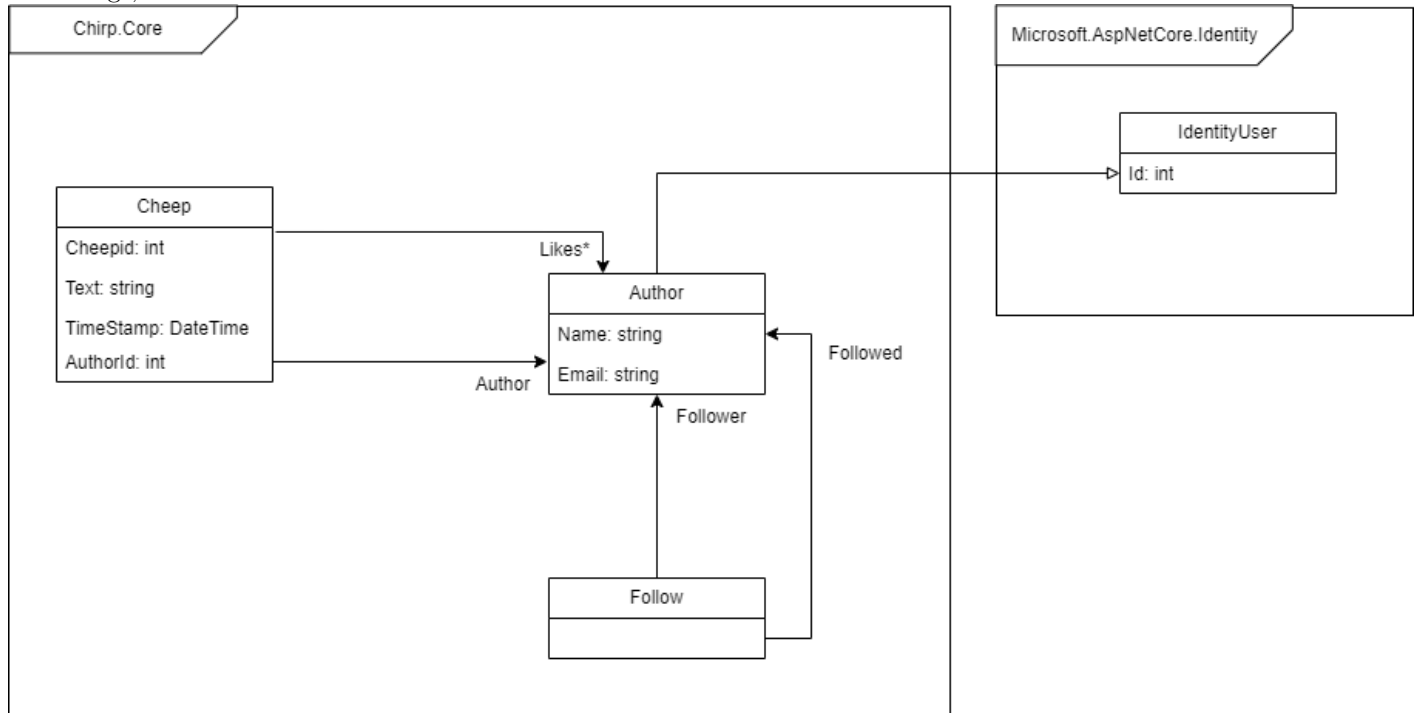 Chirp.Core
Microsoft.AspNetCore.Identity
IdentityUser
Id: int
Cheep
Cheepid: int
Text: string
TimeStamp: DateTime
AuthorId: int
Likes*
Author
Author
Name: string
Email: string
Followed
Follower
Follow